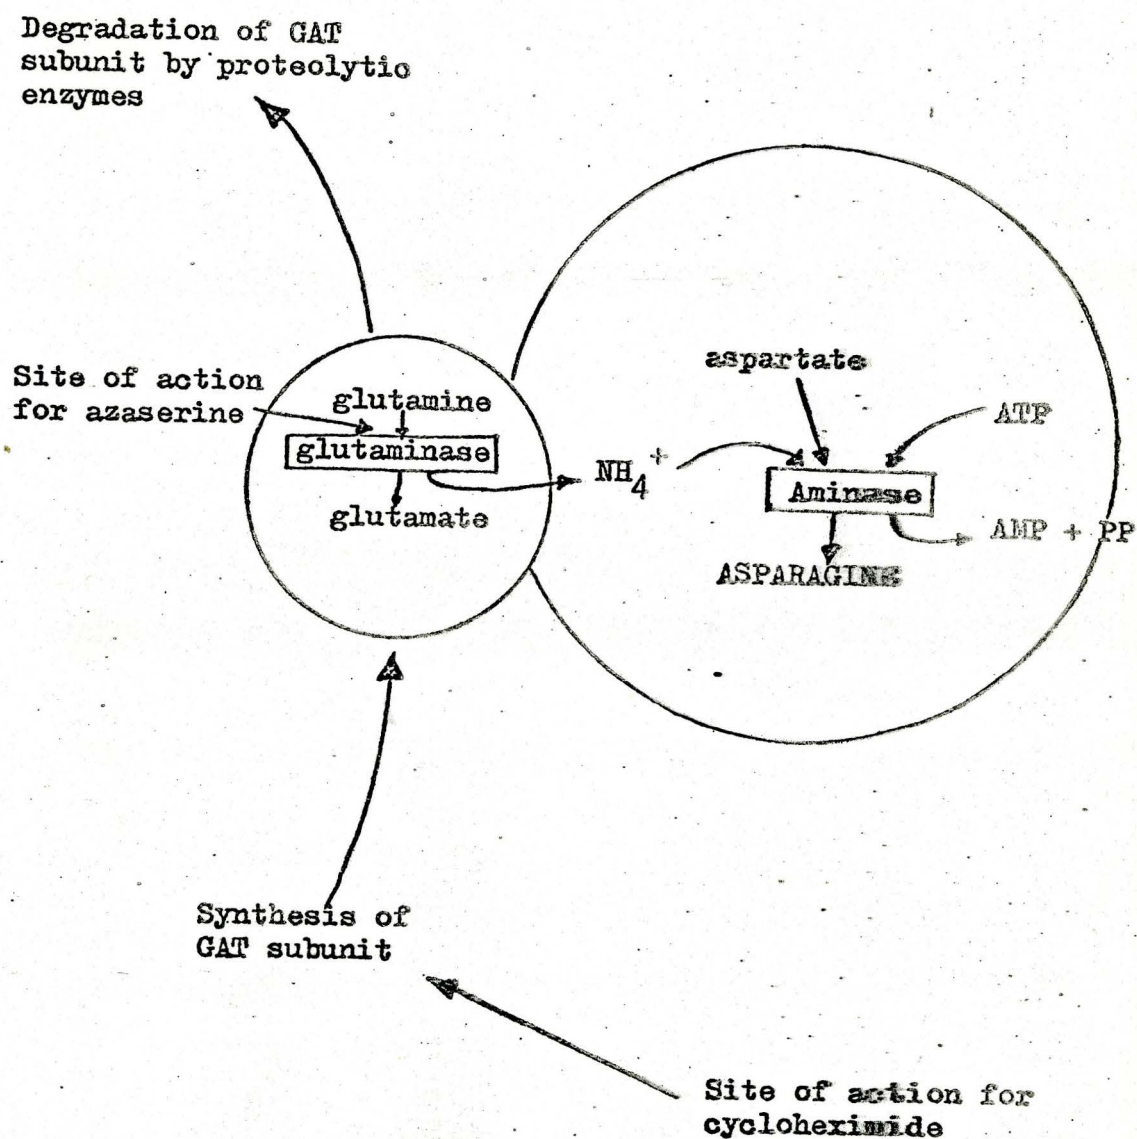 Degradation of GAT
subunit by proteolytic
enzymes
Site of action
for azaserine
glutamine
glutaminase
glutamate
NH4+
aspartate
ATP
Aminase
AMP + PP
ASPARAGINE
Synthesis of
GAT subunit
Site of action for
cycloheximide